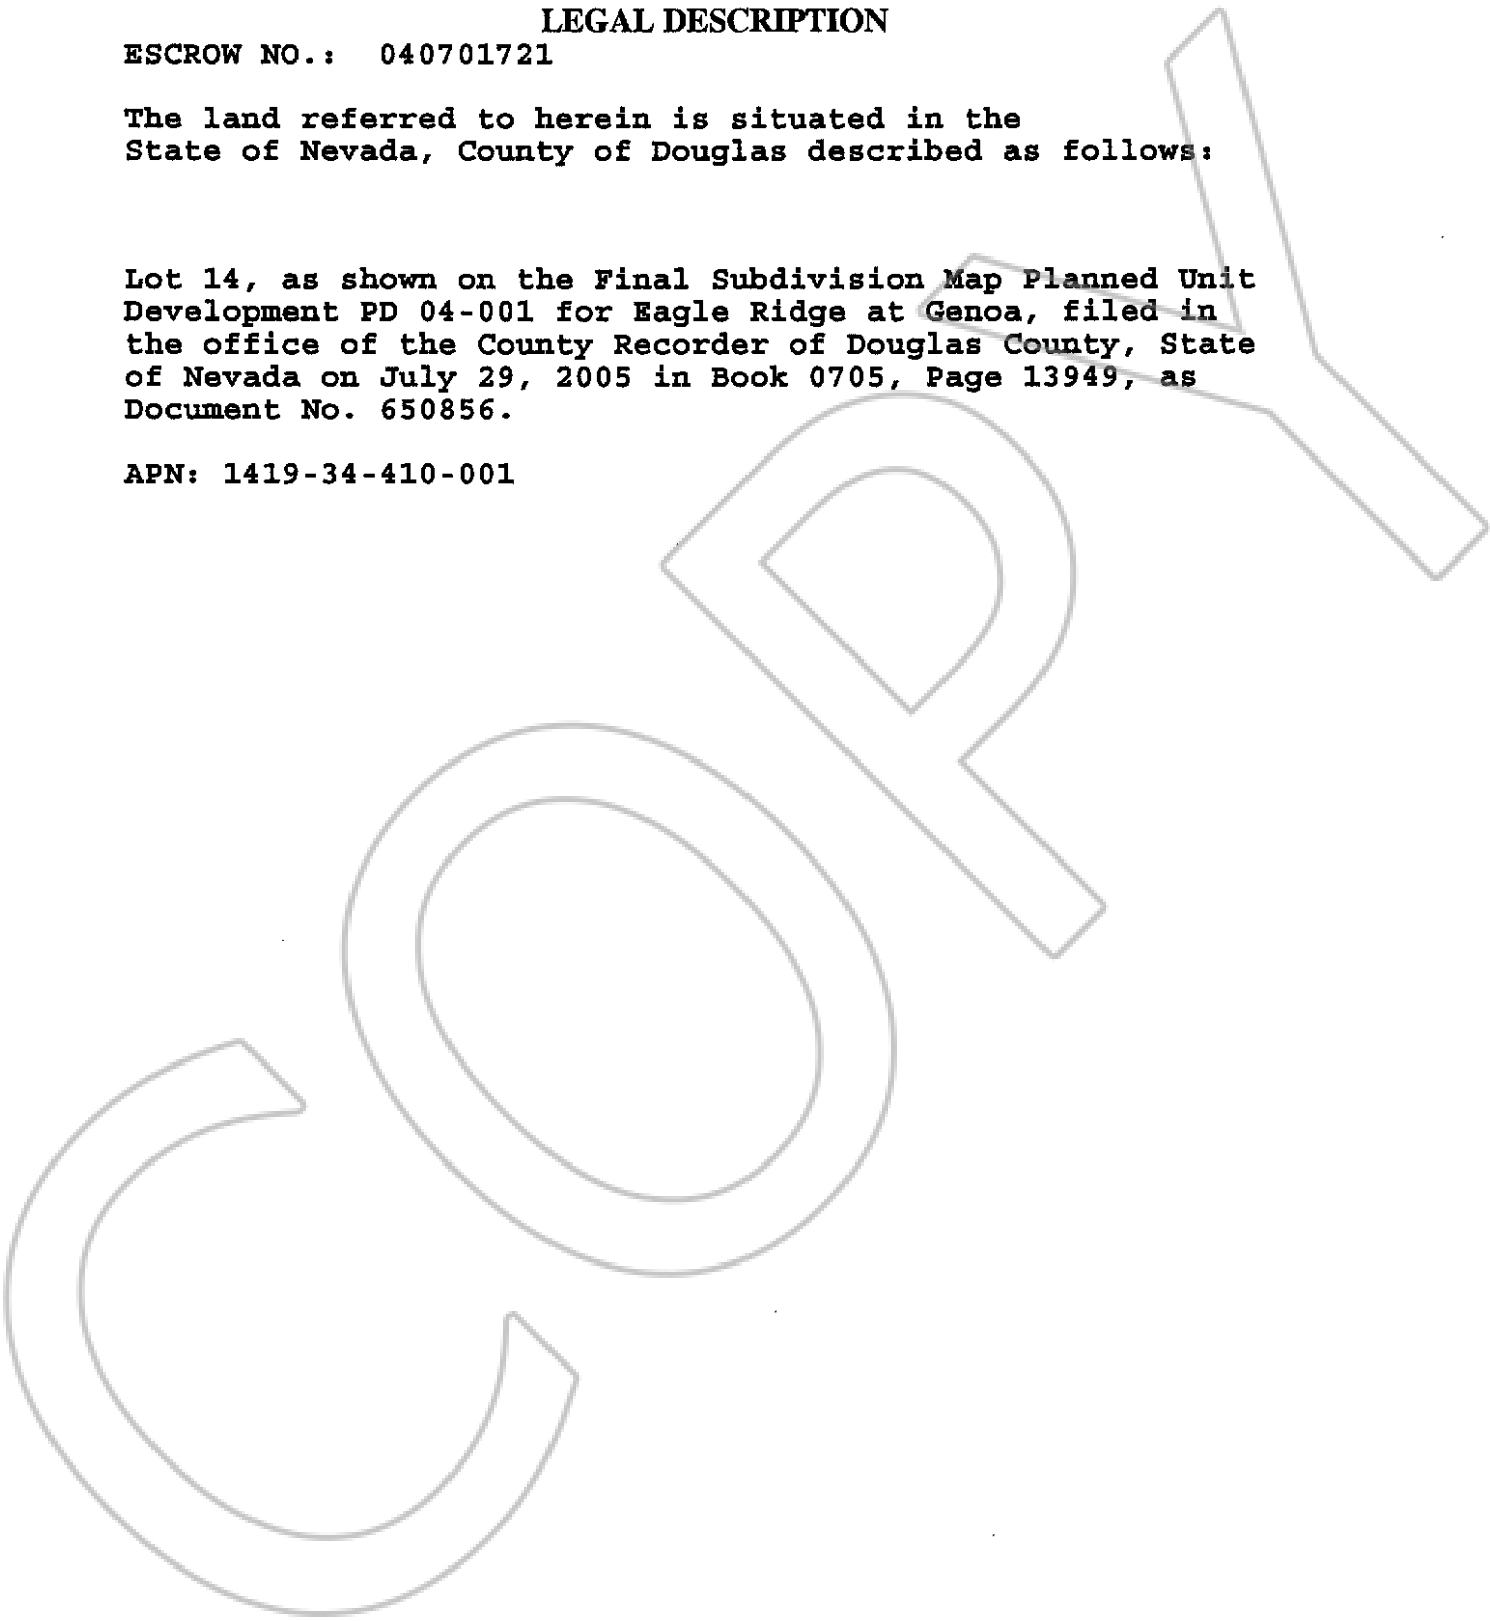 LEGAL DESCRIPTION
ESCROW NO.: 040701721
The land referred to herein is situated in the
State of Nevada, County of Douglas described as follows:
Lot 14, as shown on the Final Subdivision Map Planned Unit
Development PD 04-001 for Eagle Ridge at Genoa, filed in
the office of the County Recorder of Douglas County, State
of Nevada on July 29, 2005 in Book 0705, Page 13949, as
Document No. 650856.
APN: 1419-34-410-001
COPY